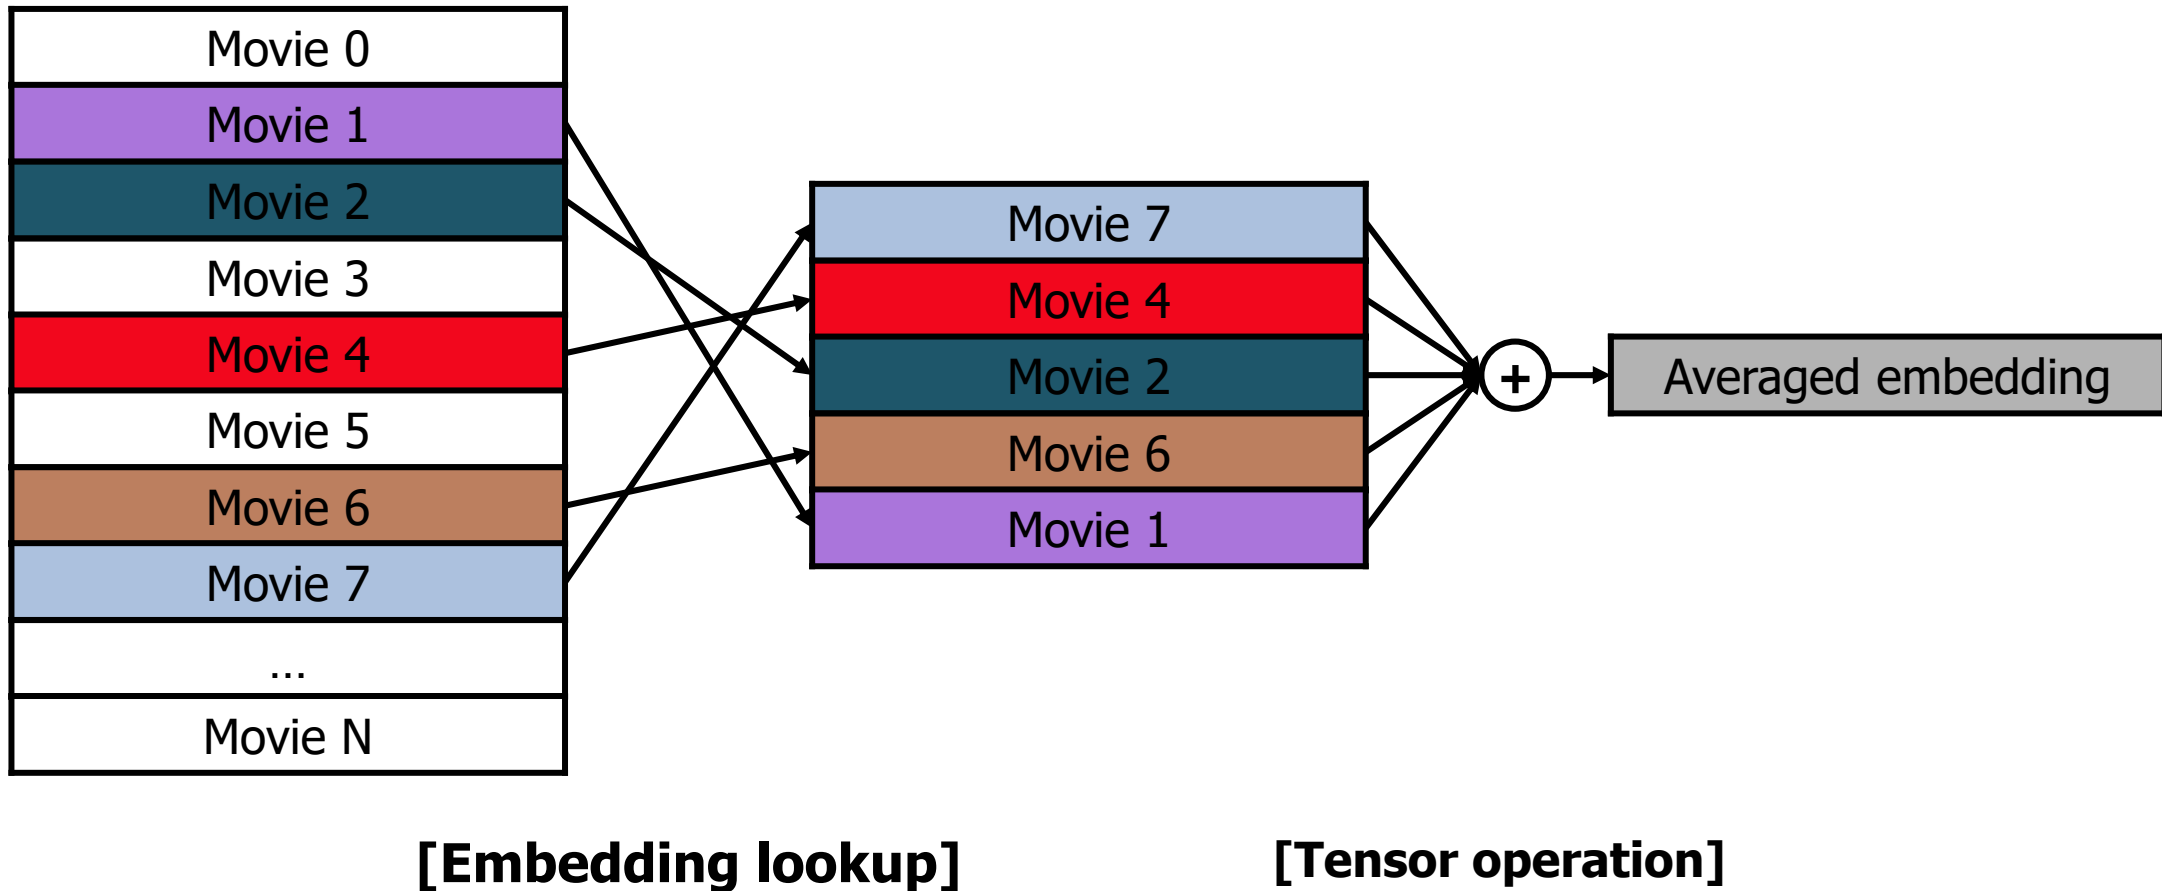 Movie 0
Movie 1
Movie 2
Movie 3
Movie 4
Movie 5
Movie 6
Movie 7
...
Movie N
Movie 7
Movie 4
Movie 2
Movie 6
Movie 1
+
Averaged embedding
[Embedding lookup]
[Tensor operation]